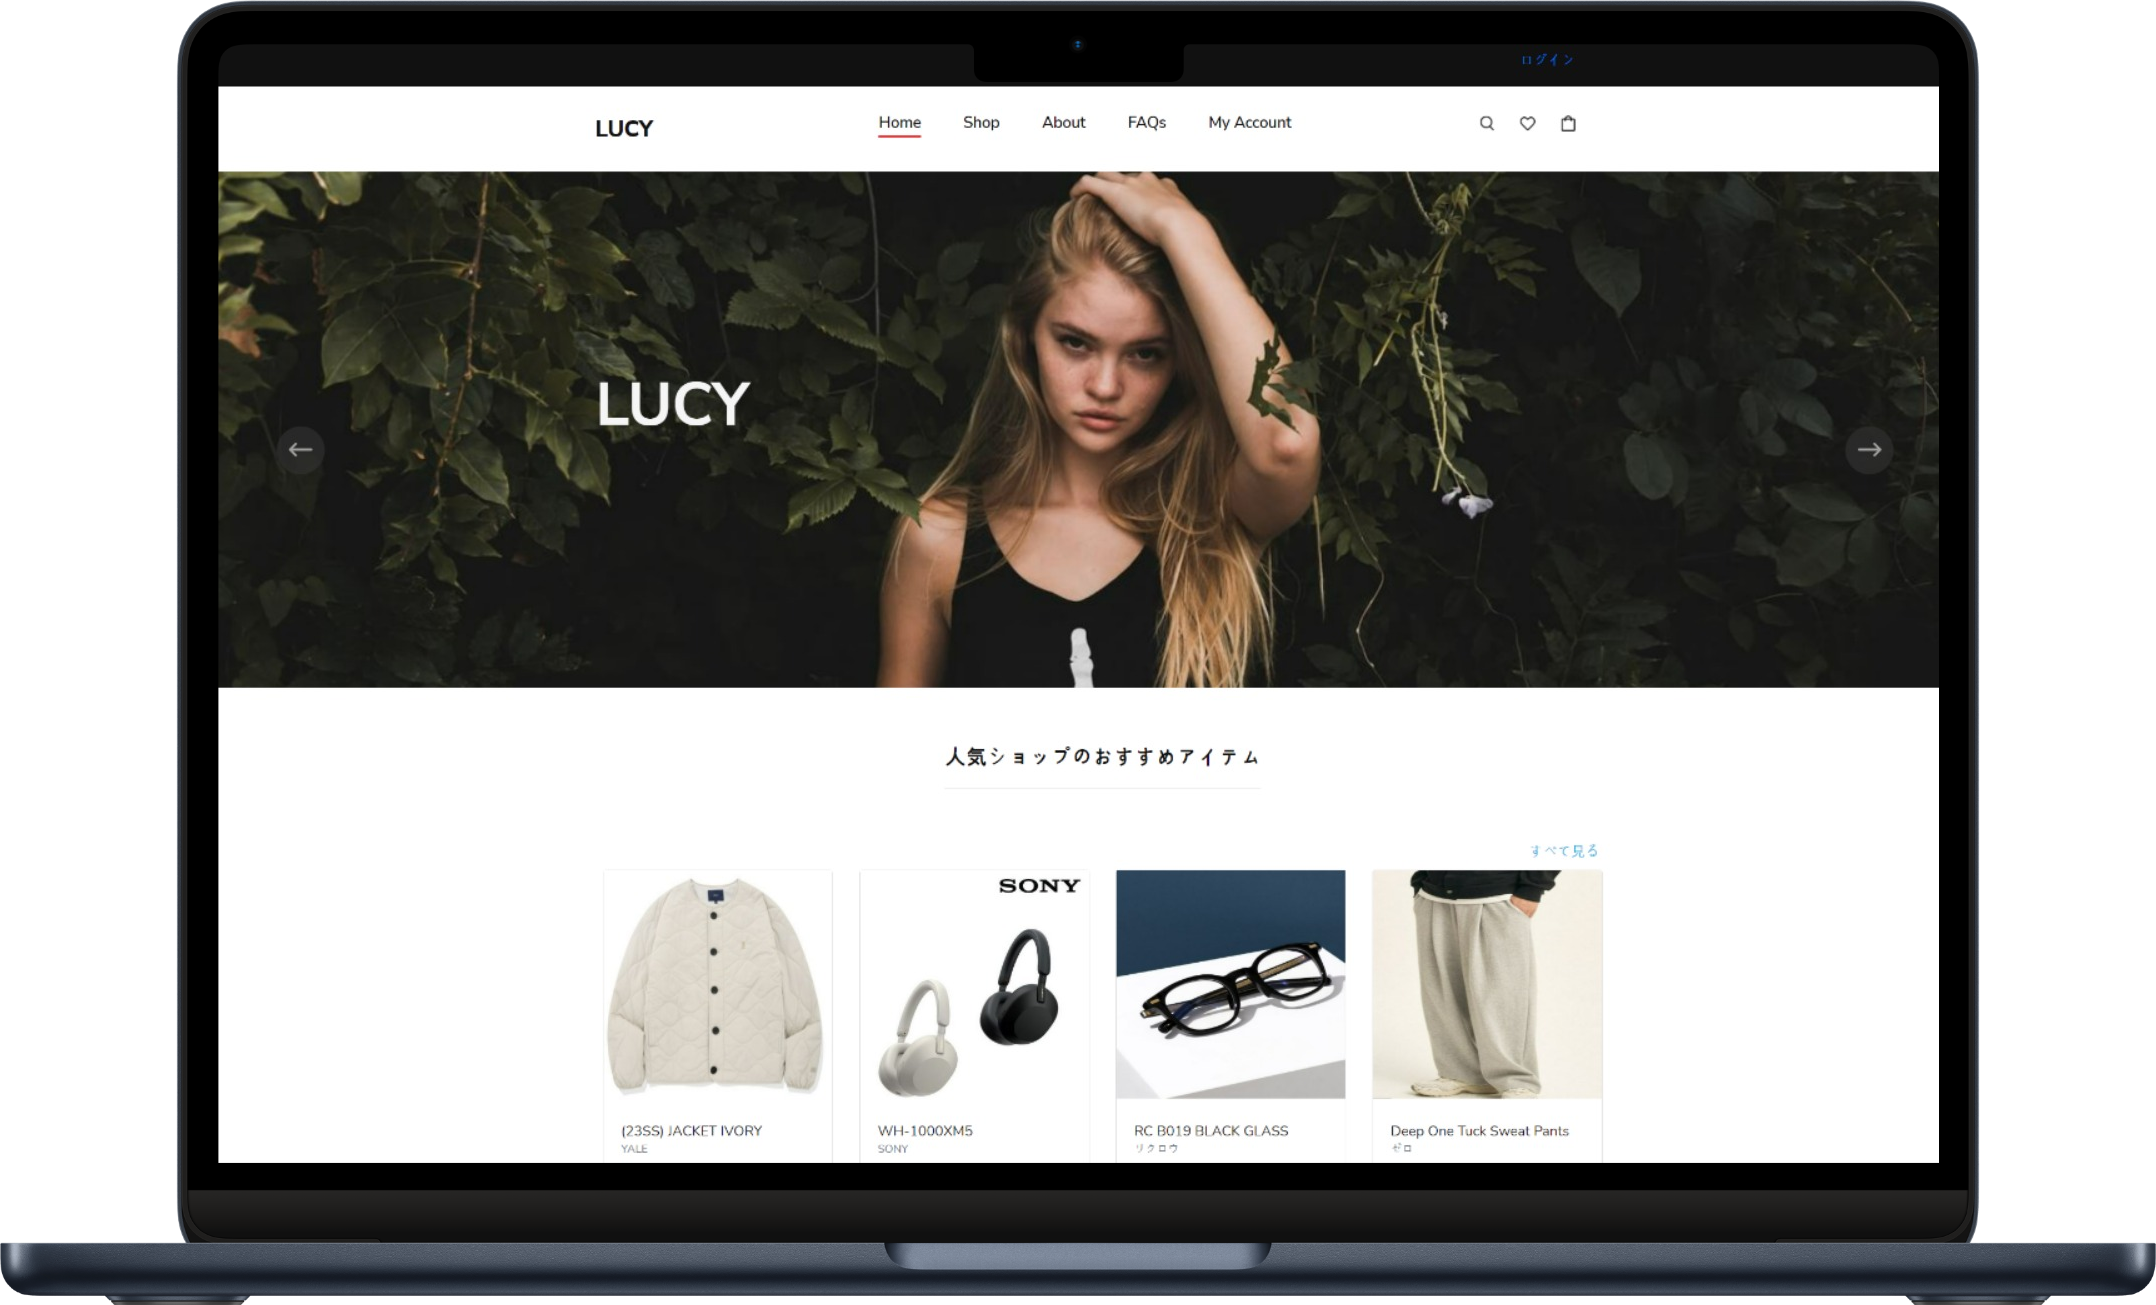 ログイン
LUCY
Home Shop About FAQs My Account
LUCY
人気ショップのおすすめアイテム
すべて見る
SONY
(23SS) JACKET IVORY
YALE
WH-1000XM5
SONY
RC B019 BLACK GLASS
リクロウ
Deep One Tuck Sweat Pants
ゼロ